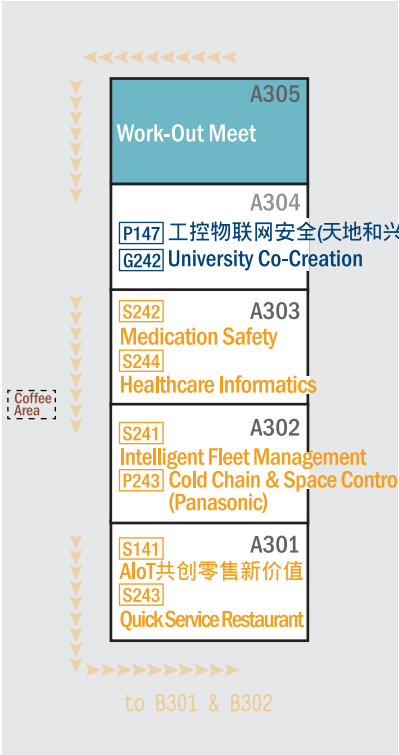 A305
Work-Out Meet
A304
P147 工控物联网安全(天地和兴
G242 University Co-Creation
S242 A303
Medication Safety
S244
Healthcare Informatics
Coffee
Area
S241 A302
Intelligent Fleet Management
P243 Cold Chain & Space Contro
(Panasonic)
S141 A301
AIoT共创零售新价值
S243
Quick Service Restaurant
to B301 & B302